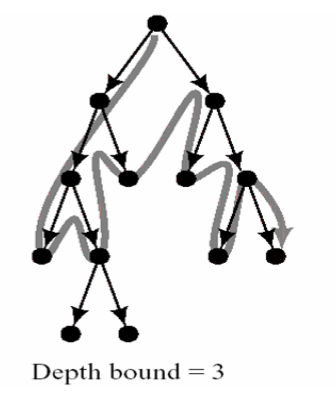 Depth bound = 3